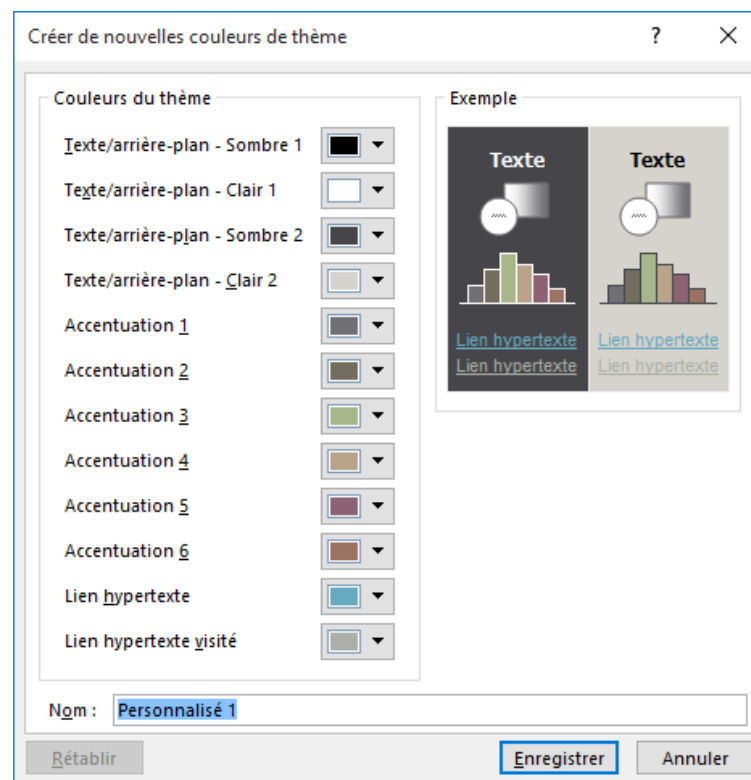 Créer de nouvelles couleurs de thème
?
Couleurs du thème
Texte/arrière-plan - Sombre 1
Texte/arrière-plan - Clair 1
Texte/arrière-plan - Sombre 2
Texte/arrière-plan - Clair 2
Accentuation 1
Accentuation 2
Accentuation 3
Accentuation 4
Accentuation 5
Accentuation 6
Lien hypertexte
Lien hypertexte visité
Exemple
Texte Texte
Lien hypertexte Lien hypertexte
Lien hypertexte Lien hypertexte
Nom : Personnalisé 1
Rétablir Enregistrer Annuler